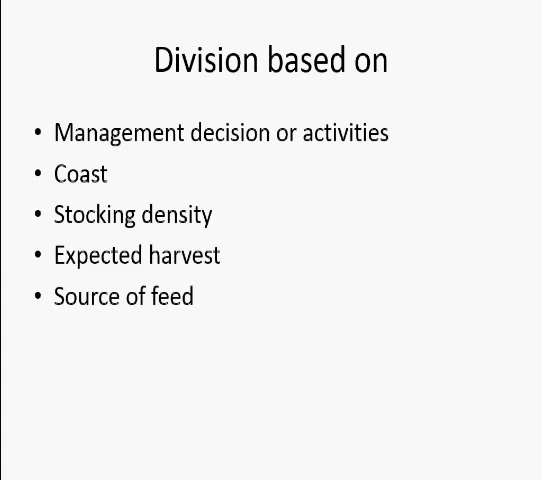 Division based on
• Management decision or activities
• Coast
• Stocking density
• Expected harvest
• Source of feed